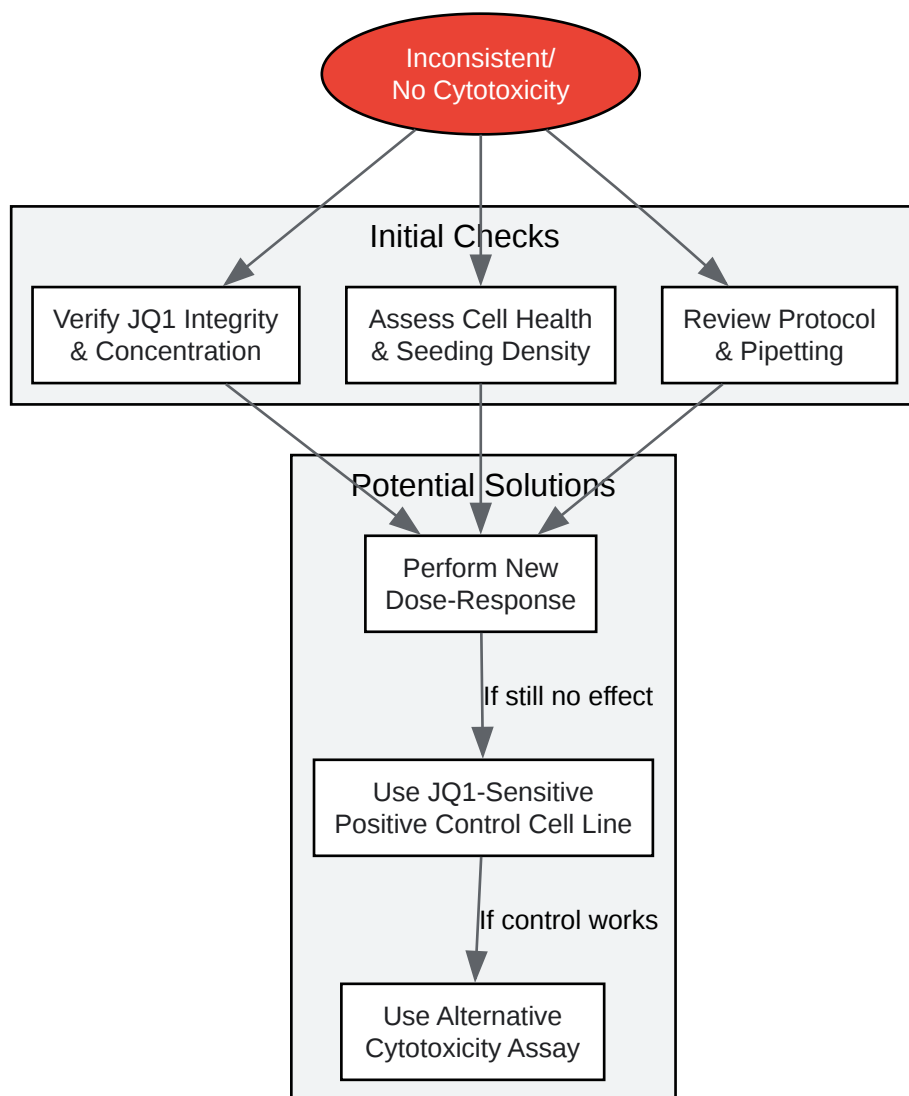 Inconsistent/
No Cytotoxicity
Initial Checks
Verify JQ1 Integrity
& Concentration
Assess Cell Health
& Seeding Density
Review Protocol
& Pipetting
Potential Solutions
Perform New
Dose-Response
If still no effect
Use JQ1-Sensitive
Positive Control Cell Line
If control works
Use Alternative
Cytotoxicity Assay